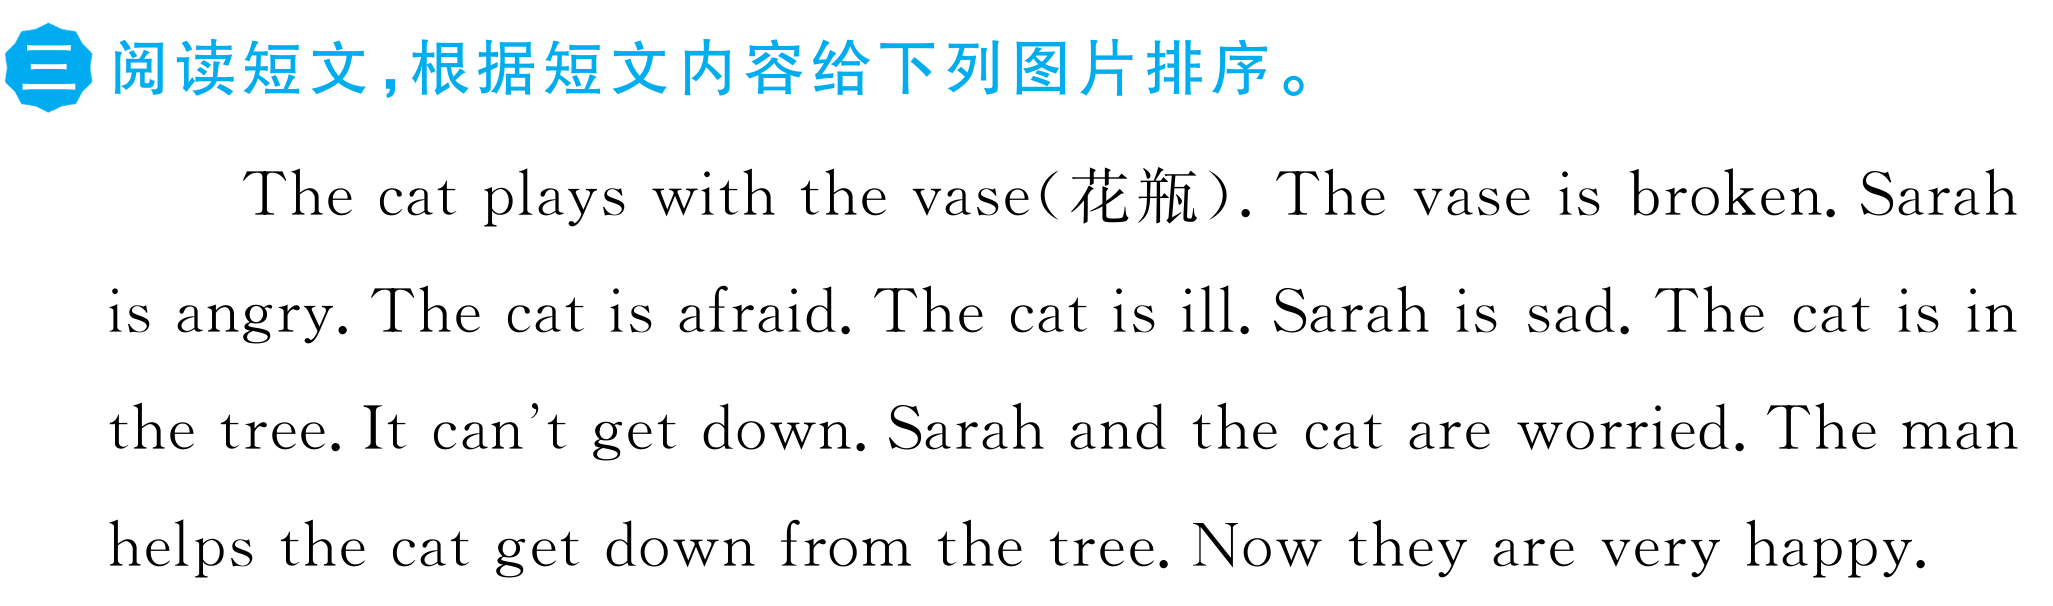 三 阅读短文,根据短文内容给下列图片排序。
The cat plays with the vase(花瓶). The vase is broken. Sarah
is angry. The cat is afraid. The cat is ill. Sarah is sad. The cat is in
the tree. It can’t get down. Sarah and the cat are worried. The man
helps the cat get down from the tree. Now they are very happy.